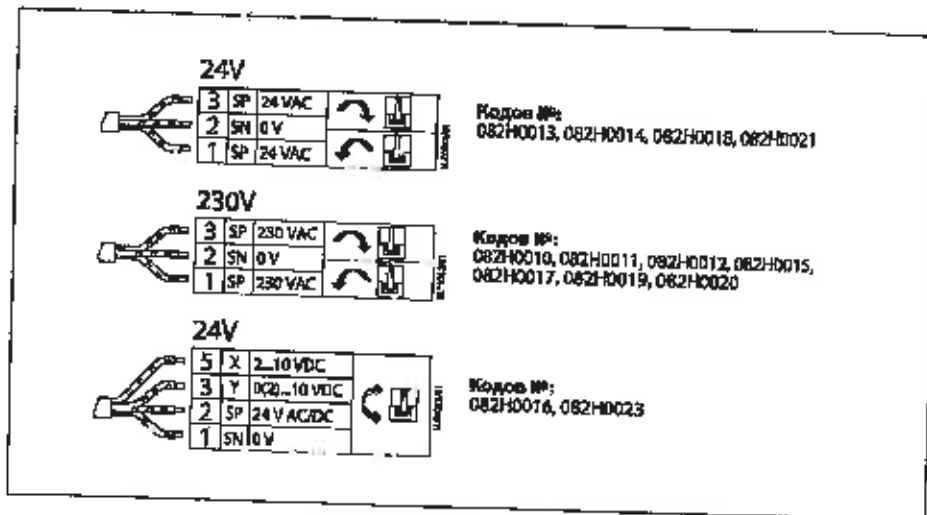 24V
3 SP 24 VAC
2 SN 0 V
1 SP 24 VAC
Кодов №:
082H0013, 082H0014, 082H0018, 082H0021
230V
3 SP 230 VAC
2 SN 0 V
1 SP 230 VAC
Кодов №:
082H0010, 082H0011, 082H0012, 082H0015,
082H0017, 082H0019, 082H0020
24V
5 X 2...10 VDC
3 Y 0(2)...10 VDC
2 SP 24 V AC/DC
1 SN 0 V
Кодов №:
082H0016, 082H0023